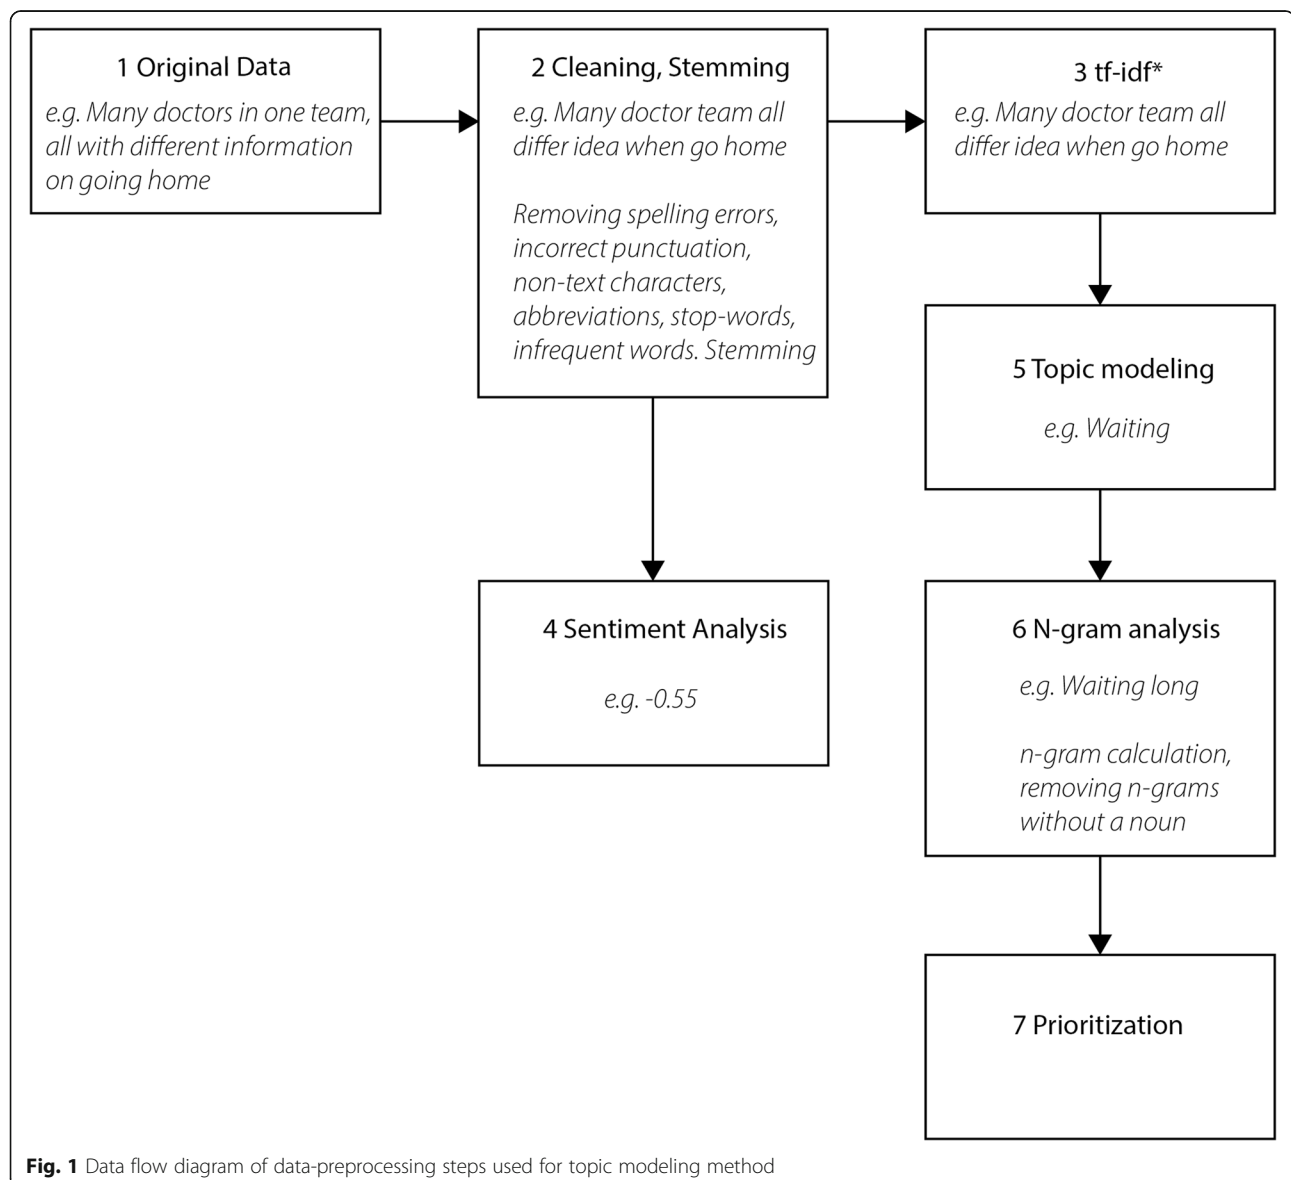 1 Original Data
e.g. Many doctors in one team,
all with different information
on going home
2 Cleaning, Stemming
e.g. Many doctor team all
differ idea when go home
Removing spelling errors,
incorrect punctuation,
non-text characters,
abbreviations, stop-words,
infrequent words. Stemming
3 tf-idf*
e.g. Many doctor team all
differ idea when go home
4 Sentiment Analysis
e.g. -0.55
5 Topic modeling
e.g. Waiting
6 N-gram analysis
e.g. Waiting long
n-gram calculation,
removing n-grams
without a noun
7 Prioritization
Fig. 1 Data flow diagram of data-preprocessing steps used for topic modeling method